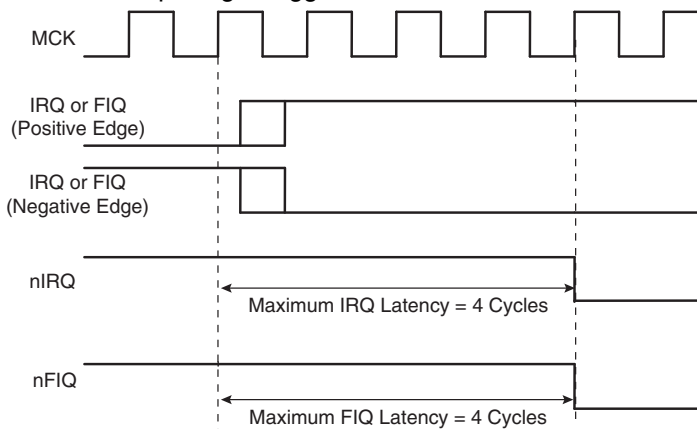 MCK
IRQ or FIQ
(Positive Edge)
IRQ or FIQ
(Negative Edge)
nIRQ
Maximum IRQ Latency = 4 Cycles
nFIQ
Maximum FIQ Latency = 4 Cycles